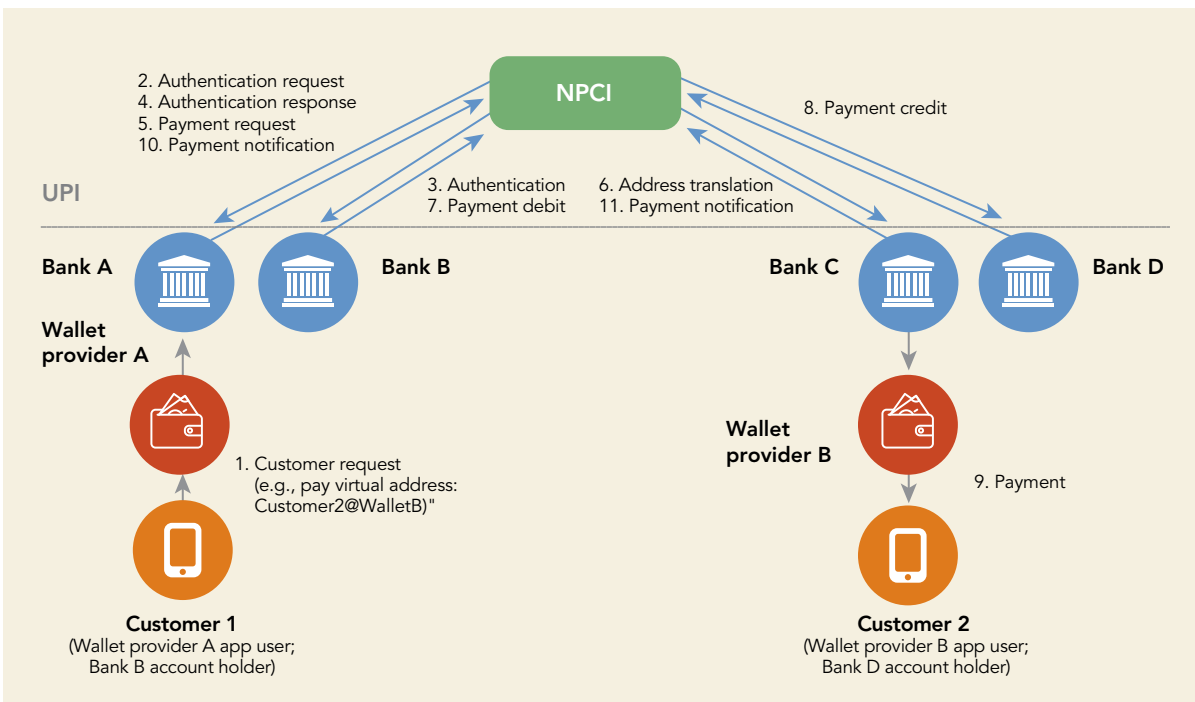 NPCI
2. Authentication request
4. Authentication response
5. Payment request
10. Payment notification
8. Payment credit
UPI
3. Authentication
7. Payment debit
6. Address translation
11. Payment notification
Bank A
Bank B
Bank C
Bank D
Wallet
provider A
1. Customer request
(e.g., pay virtual address:
Customer2@WalletB)"
Wallet
provider B
9. Payment
Customer 1
(Wallet provider A app user;
Bank B account holder)
Customer 2
(Wallet provider B app user;
Bank D account holder)